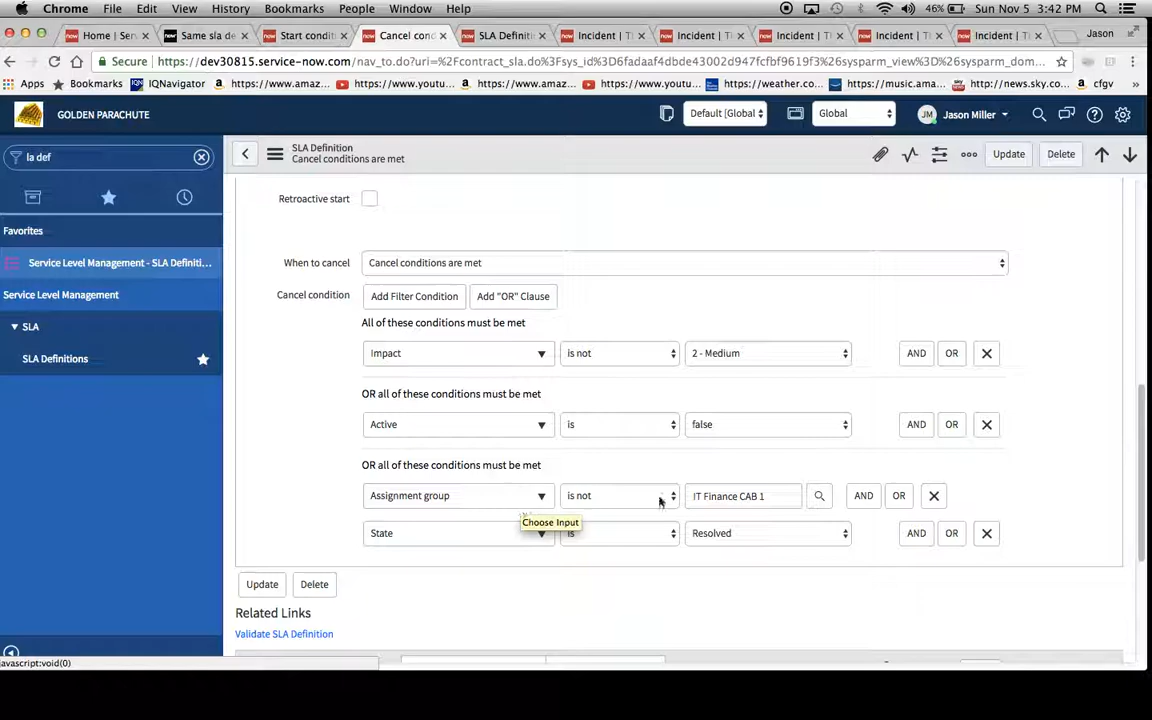 Chrome File Edit View History Bookmarks People Window Help 46% Sun Nov 5 3:42 PM
Home | Serv Same sla de Start condit Cancel con SLA Definiti Incident | T Incident | T Incident | T Incident | T Incident | T Jason
Secure https://dev30815.service-now.com/nav_to.do?uri=%2Fcontract_sla.do%3Fsys_id%3D6fadaaf4dbde43002d947fcfbf9619f3%26sysparm_view%3D%26sysparm_dom...
Apps Bookmarks IQNavigator https://www.amaz... https://www.youtu... https://www.amaz... https://www.youtu... https://weather.co... https://music.ama... http://news.sky.co... cfgv
GOLDEN PARACHUTE Default [Global Global JM Jason Miller
la def
SLA Definition
Cancel conditions are met
Update Delete
Favorites
Service Level Management - SLA Definiti...
Service Level Management
SLA
SLA Definitions
Retroactive start
When to cancel Cancel conditions are met
Cancel condition Add Filter Condition Add "OR" Clause
All of these conditions must be met
Impact is not 2 - Medium AND OR
OR all of these conditions must be met
Active is false AND OR
OR all of these conditions must be met
Assignment group is not IT Finance CAB 1 AND OR
Choose Input
State is Resolved AND OR
Update Delete
Related Links
Validate SLA Definition
javascript:void(0)